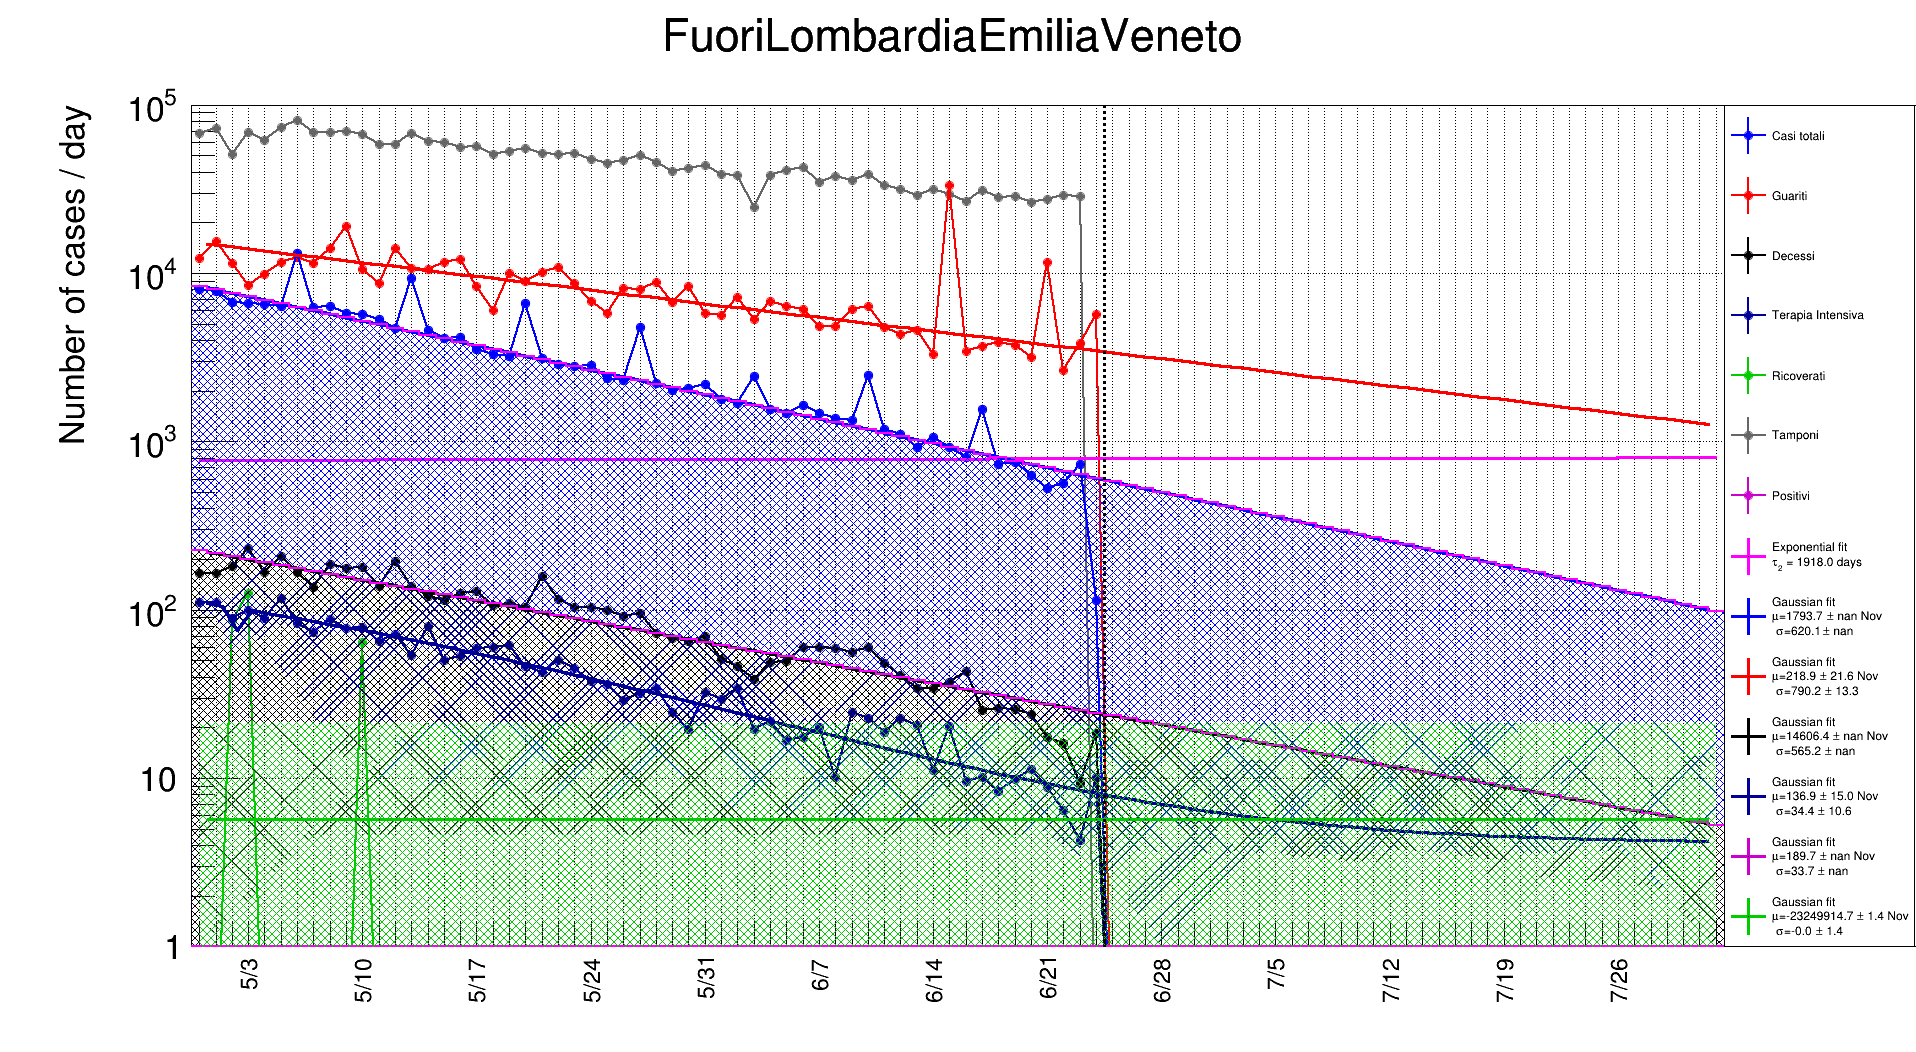 FuoriLombardiaEmiliaVeneto
Number of cases / day
10^5
10^4
10^3
10^2
10
1
5/3
5/10
5/17
5/24
5/31
6/7
6/14
6/21
6/28
7/5
7/12
7/19
7/26
Casi totali
Guariti
Decessi
Terapia Intensiva
Ricoverati
Tamponi
Positivi
Exponential fit
τ₂ = 1918.0 days
Gaussian fit
μ=1793.7 ± nan Nov
σ=620.1 ± nan
Gaussian fit
μ=218.9 ± 21.6 Nov
σ=790.2 ± 13.3
Gaussian fit
μ=14606.4 ± nan Nov
σ=565.2 ± nan
Gaussian fit
μ=136.9 ± 15.0 Nov
σ=34.4 ± 10.6
Gaussian fit
μ=189.7 ± nan Nov
σ=33.7 ± nan
Gaussian fit
μ=-23249914.7 ± 1.4 Nov
σ=-0.0 ± 1.4